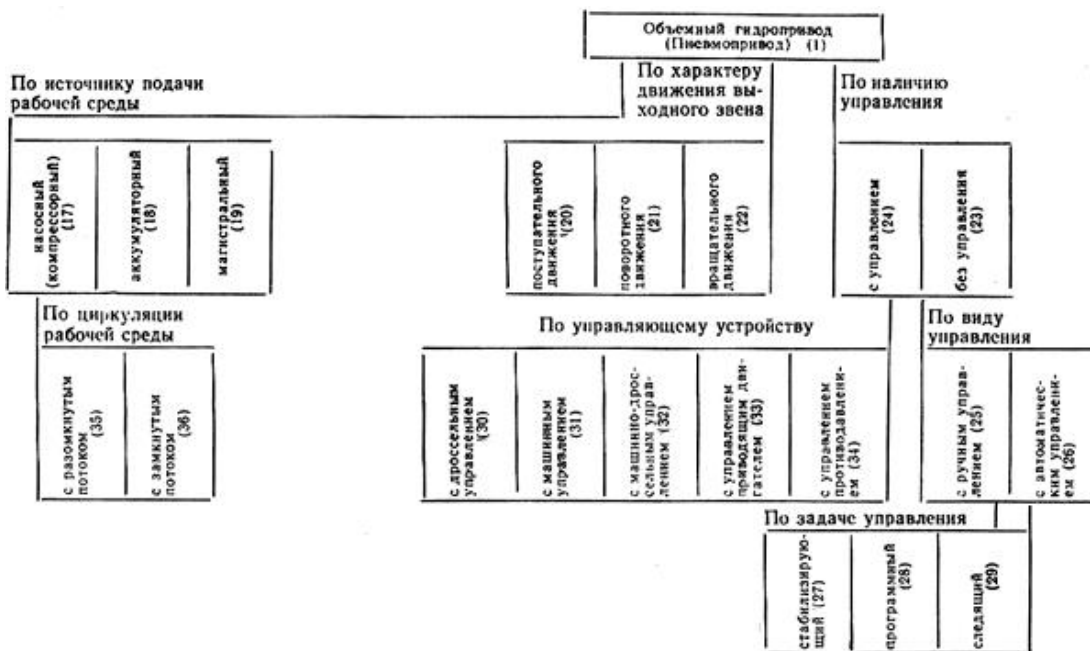 Объемный гидропривод
(Пневмопривод) (1)
По источнику подачи
рабочей среды
По характеру
движения вы-
ходного звена
По наличию
управления
насосный
(компрессорный)
(17)
аккумуляторный
(18)
магистральный
(19)
поступательного
движения
(20)
поворотного
движения
(21)
вращательного
движения
(22)
с управлением
(24)
без управления
(23)
По циркуляции
рабочей среды
По управляющему устройству
По виду
управления
с разомкнутым
потоком (35)
с замкнутым
потоком (36)
с дроссельным
управлением
(30)
с машинным
управлением
(31)
с машинно-дрос-
сельным управ-
лением (32)
с управлением
приводящим дви-
гателем (33)
с управлением
противодавлени-
ем (34)
с ручным управ-
лением (25)
с автоматичес-
ким управлени-
ем (26)
По задаче управления
стабилизирую-
щий (27)
программный
(28)
следящий
(29)